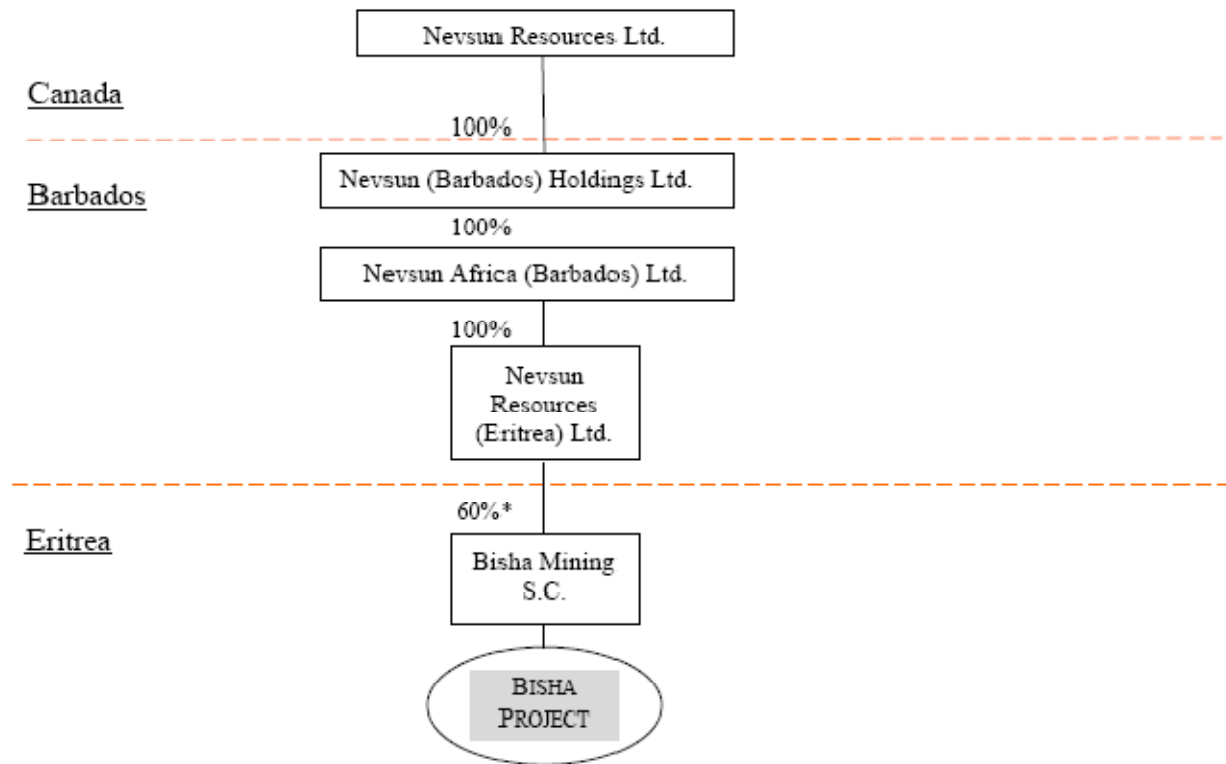 Nevsun Resources Ltd.
Canada
100%
Nevsun (Barbados) Holdings Ltd.
Barbados
100%
Nevsun Africa (Barbados) Ltd.
100%
Nevsun
Resources
(Eritrea) Ltd.
60%*
Eritrea
Bisha Mining
S.C.
BISHA
PROJECT